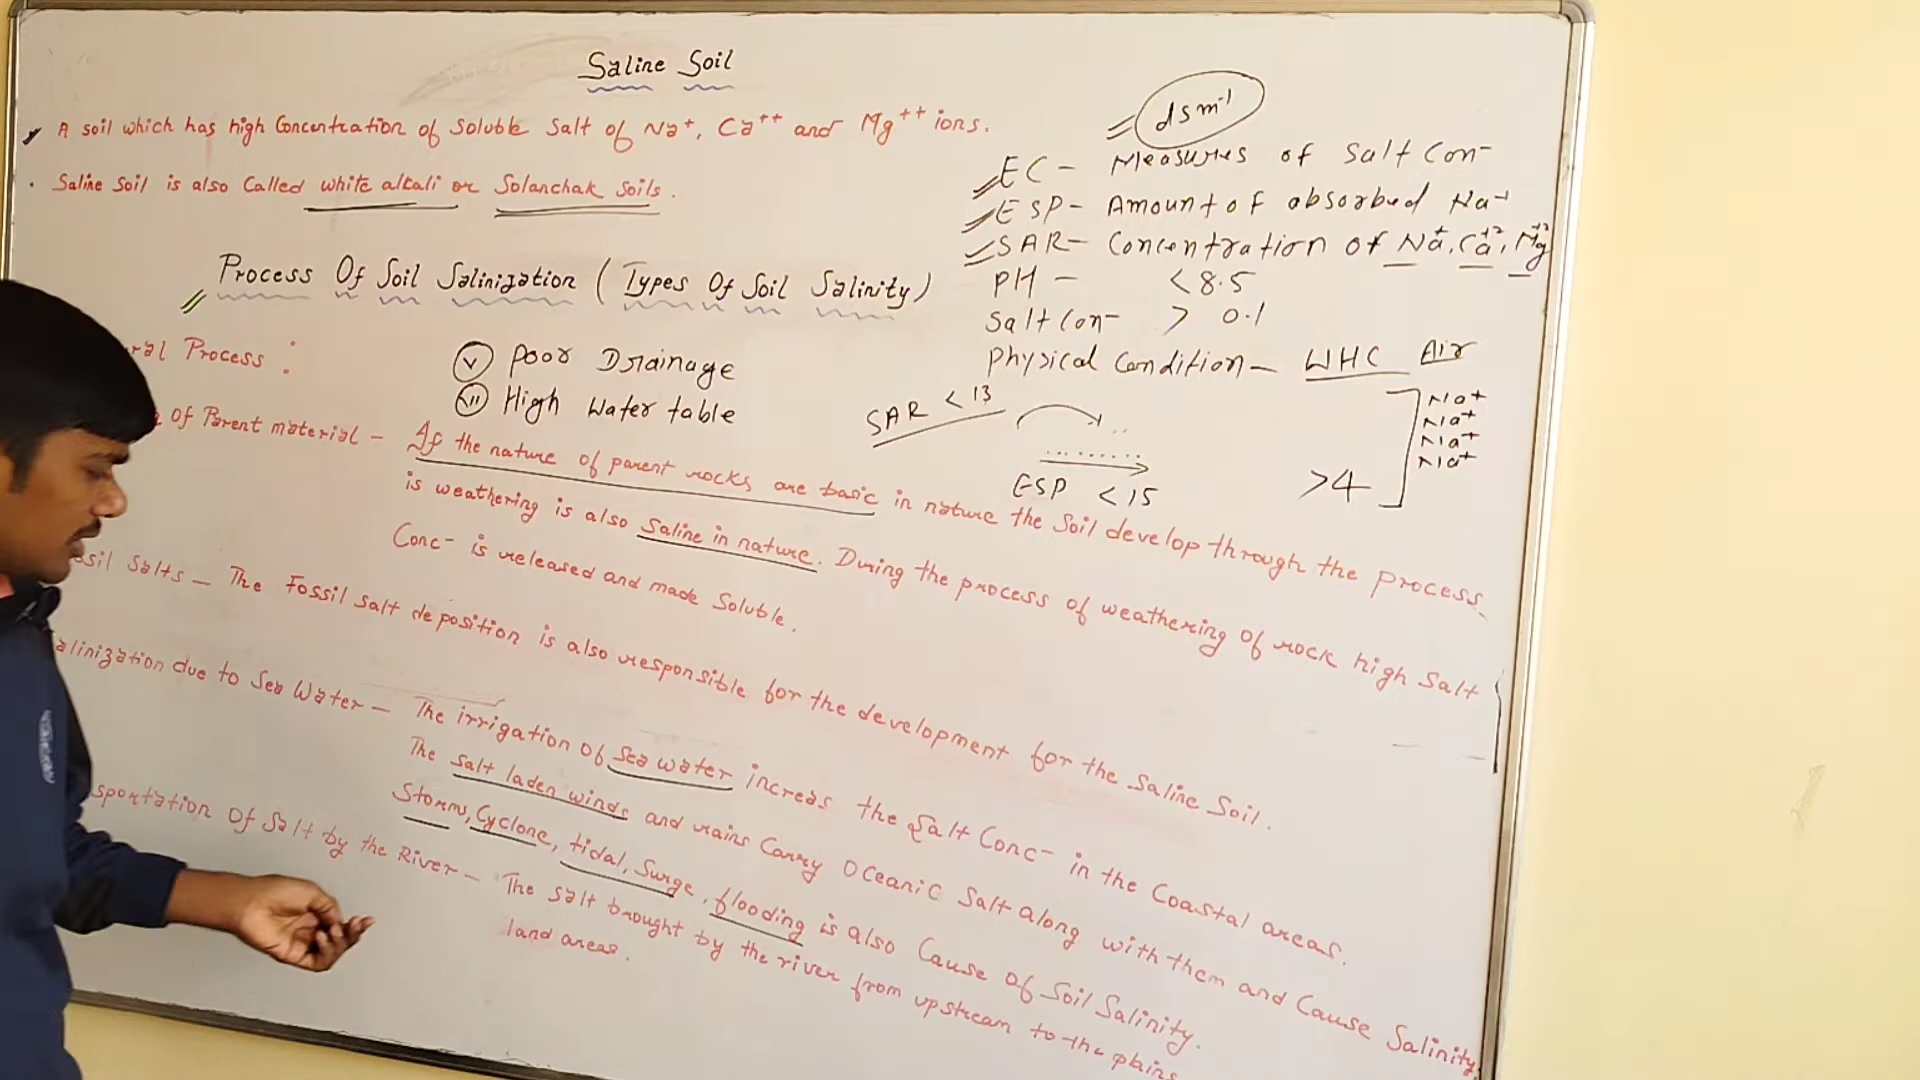 Saline Soil
A soil which has high Concentration of Soluble Salt of Na+, Ca++ and Mg++ ions.
Saline Soil is also Called white alkali or Solanchak Soils.
dsm-1
EC - Measures of Salt Con-
ESP - Amount of absorbed Na+
SAR - Concentration of Na+, Ca+2, Mg+2
PH - < 8.5
Salt Con- > 0.1
Physical Condition - WHC Air
Process Of Soil Salinization (Types Of Soil Salinity)
ral Process :
V Poor Drainage
High Water table
SAR < 13
ESP < 15
>4
Na+
Na+
Na+
Na+
Of Parent material - If the nature of parent rocks are basic in nature the Soil develop through the process
is weathering is also Saline in nature. During the process of weathering of rock high Salt
Conc- is released and made Soluble.
ssil Salts - The Fossil Salt deposition is also responsible for the development for the Saline Soil.
alinization due to Sea Water - The irrigation of Sea water increas the Salt Conc- in the Coastal areas.
The Salt laden winds and rains Carry Oceanic Salt along with them and Cause Salinity.
Storms, Cyclone, tidal, Surge, flooding is also Cause of Soil Salinity.
sportation Of Salt by the River - The Salt brought by the river from upstream to the plains
land areas.